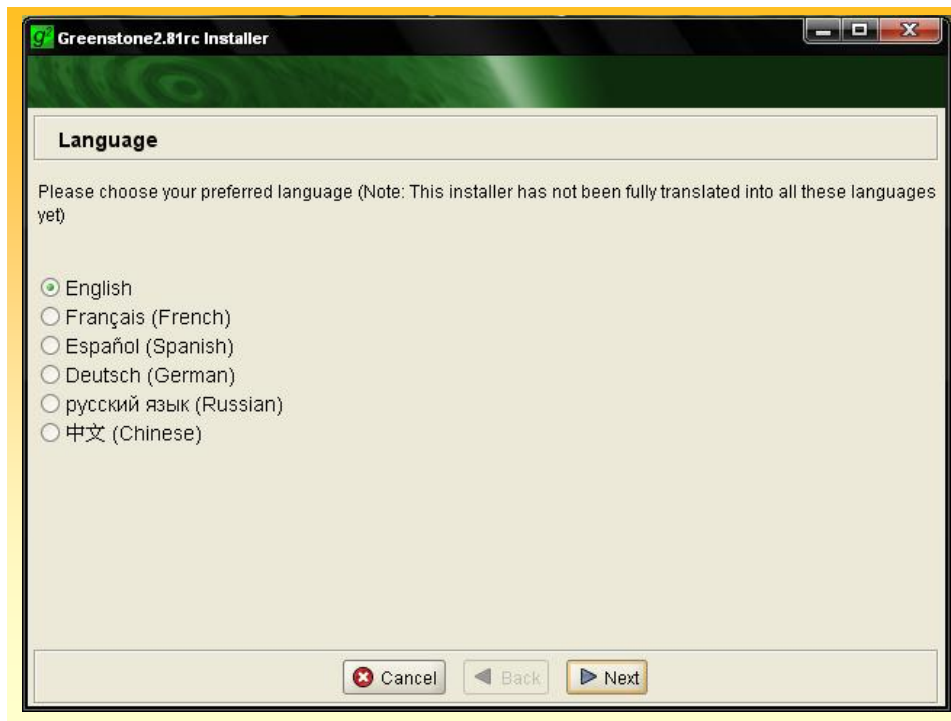 g²
Greenstone2.81rc Installer
Language
Please choose your preferred language (Note: This installer has not been fully translated into all these languages
yet)
English
Français (French)
Español (Spanish)
Deutsch (German)
русский язык (Russian)
中文 (Chinese)
Cancel Back Next